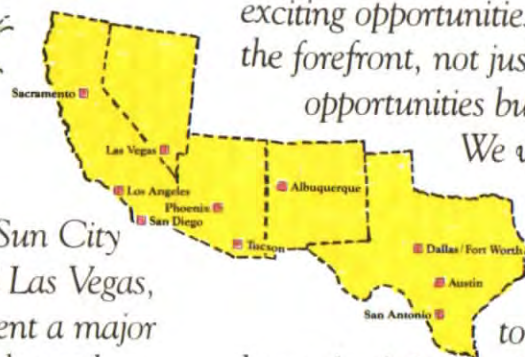 exciting opportunities
the forefront, not jus
opportunities bu
We
Sacramento
Las Vegas
Los Angeles
Albuquerque
Phoenix
San Diego
Tucson
Dallas/Fort Worth
Austin
San Antonio
Sun City
Las Vegas,
ent a major
to